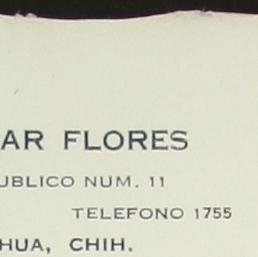 AR FLORES
UBLICO NUM. 11
TELEFONO 1755
HUA, CHIH.